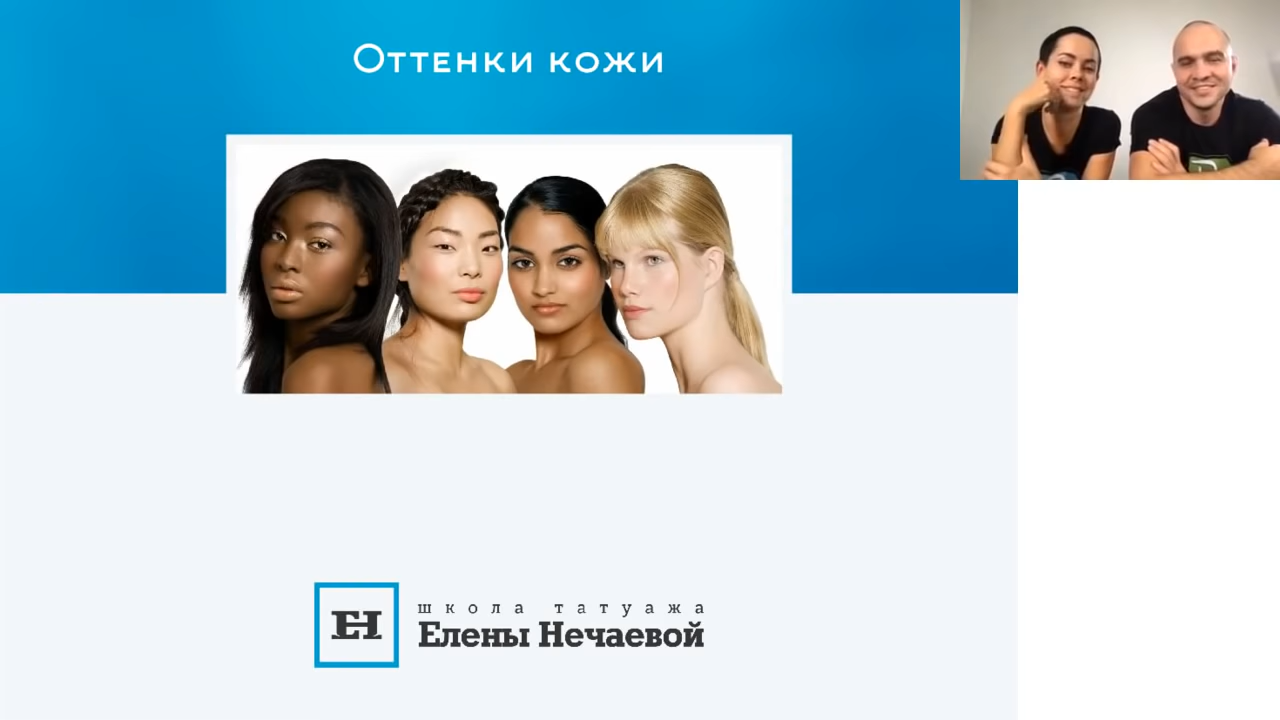 Оттенки кожи
ЕН
школа татуажа
Елены Нечаевой